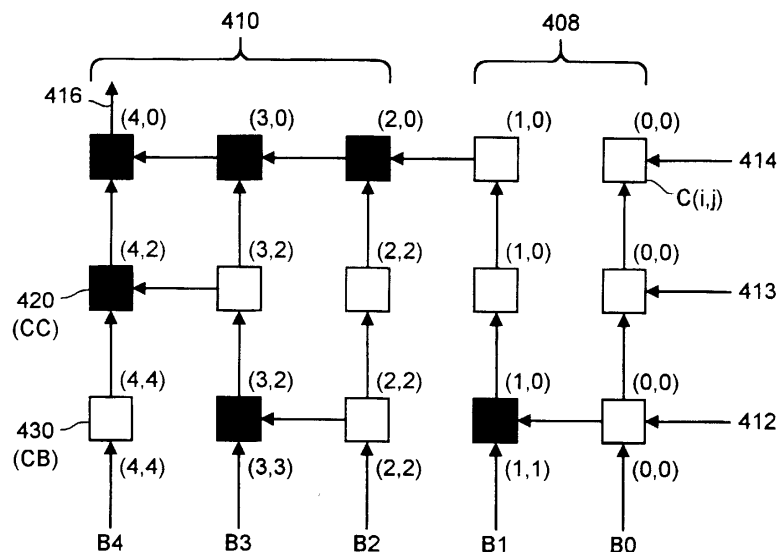 410 408
416 (4,0) (3,0) (2,0) (1,0) (0,0)
414
C(i,j)
(4,2) (3,2) (2,2) (1,0) (0,0)
420
(CC)
413
(4,4) (3,2) (2,2) (1,0) (0,0)
430
(CB)
412
(4,4) (3,3) (2,2) (1,1) (0,0)
B4 B3 B2 B1 B0